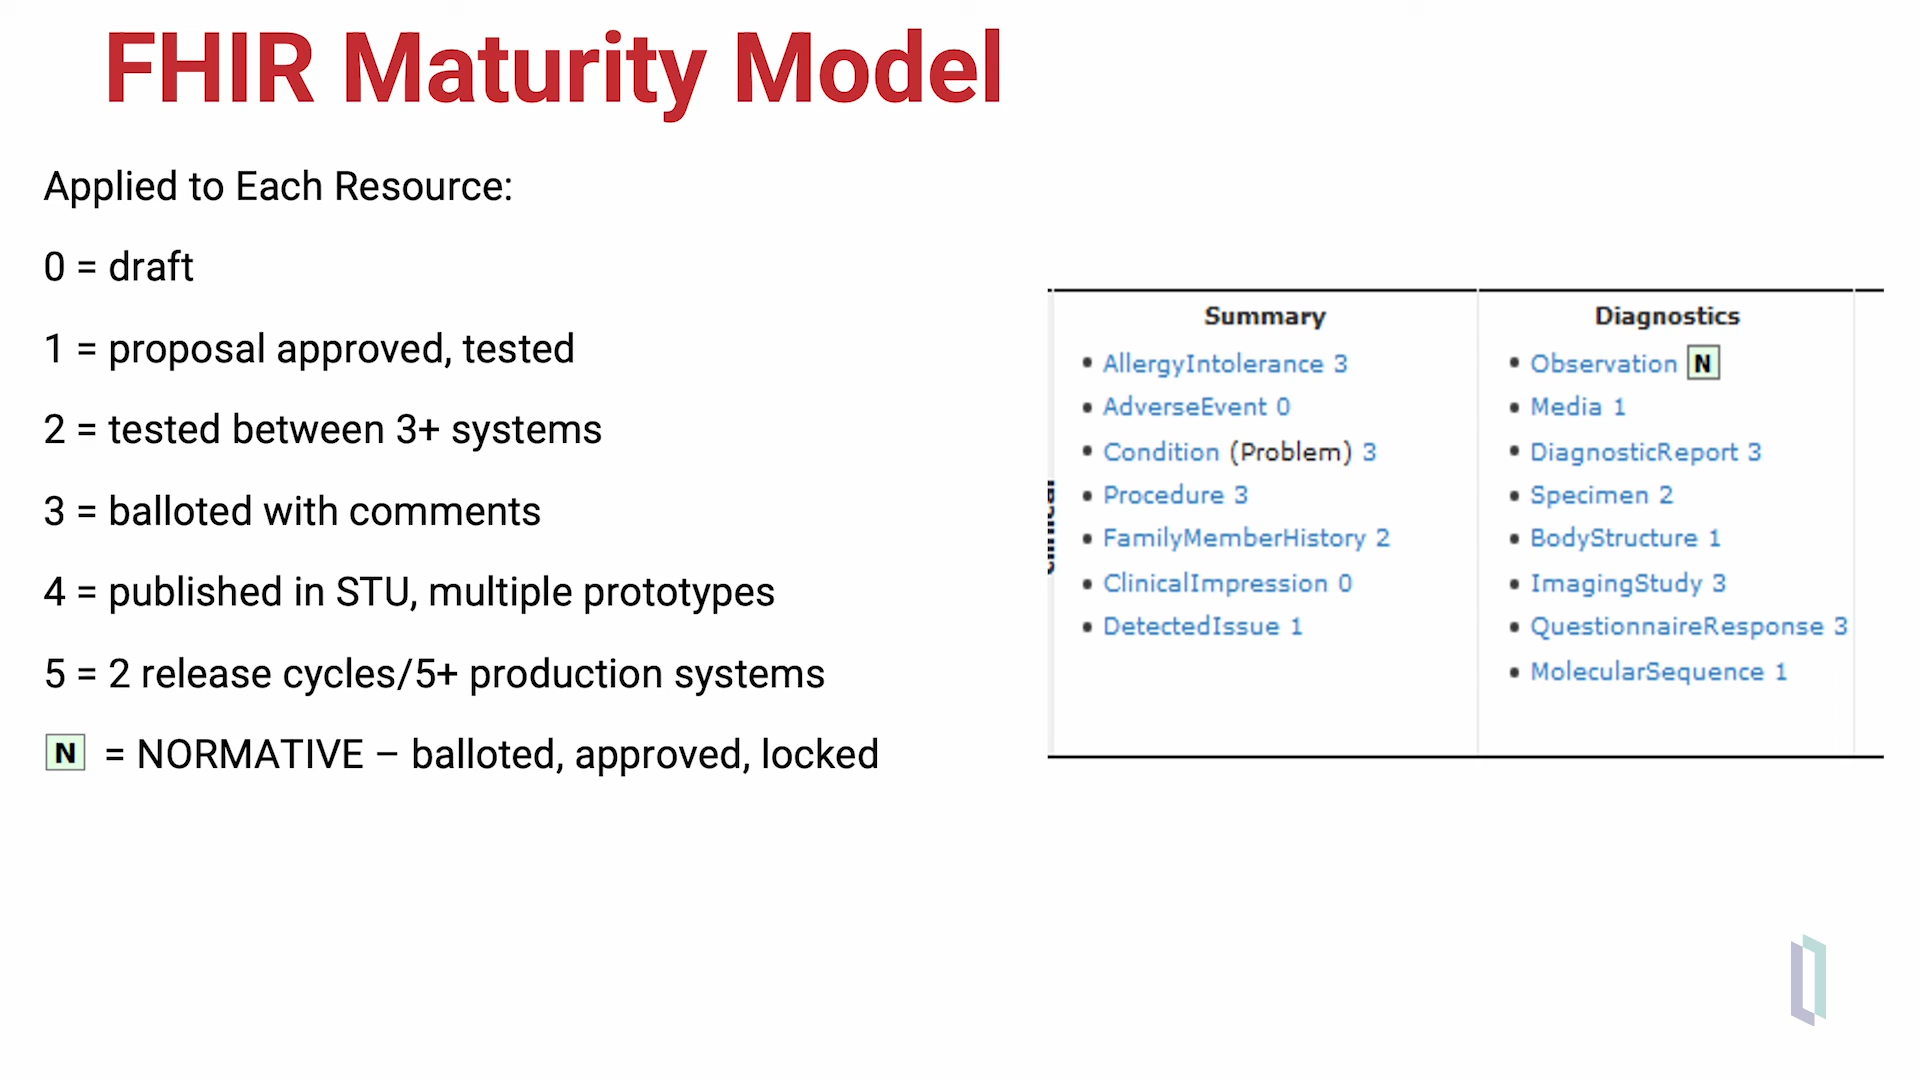 FHIR Maturity Model
Applied to Each Resource:
0 = draft
1 = proposal approved, tested
2 = tested between 3+ systems
3 = balloted with comments
4 = published in STU, multiple prototypes
5 = 2 release cycles/5+ production systems
N = NORMATIVE – balloted, approved, locked
Summary
• AllergyIntolerance 3
• AdverseEvent 0
• Condition (Problem) 3
• Procedure 3
• FamilyMemberHistory 2
• ClinicalImpression 0
• DetectedIssue 1
Diagnostics
• Observation N
• Media 1
• DiagnosticReport 3
• Specimen 2
• BodyStructure 1
• ImagingStudy 3
• QuestionnaireResponse 3
• MolecularSequence 1